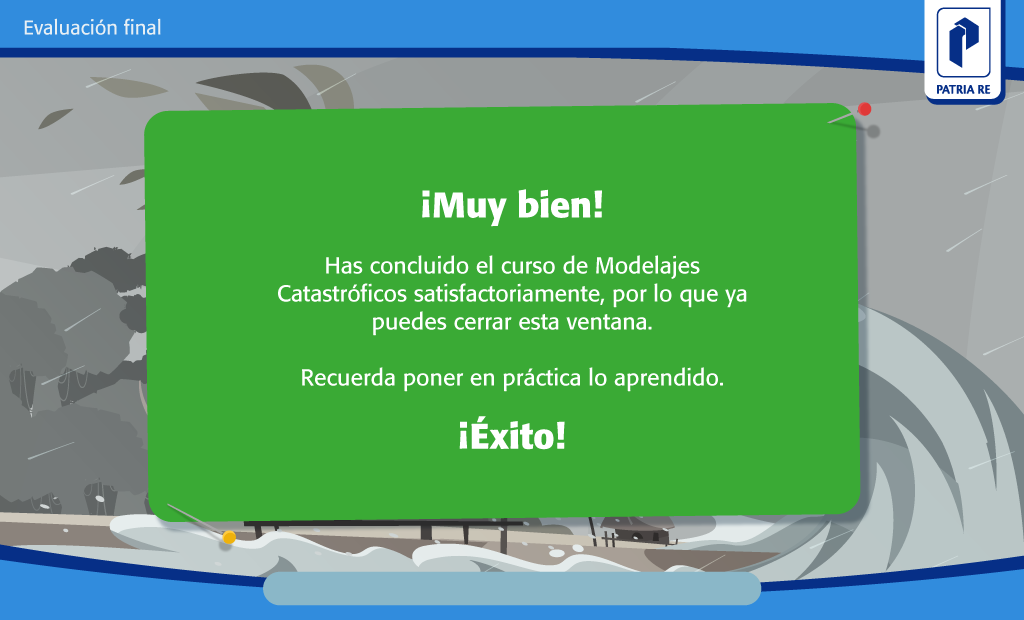 Evaluación final
PATRIA RE
¡Muy bien!
Has concluido el curso de Modelajes
Catastróficos satisfactoriamente, por lo que ya
puedes cerrar esta ventana.
Recuerda poner en práctica lo aprendido.
¡Éxito!